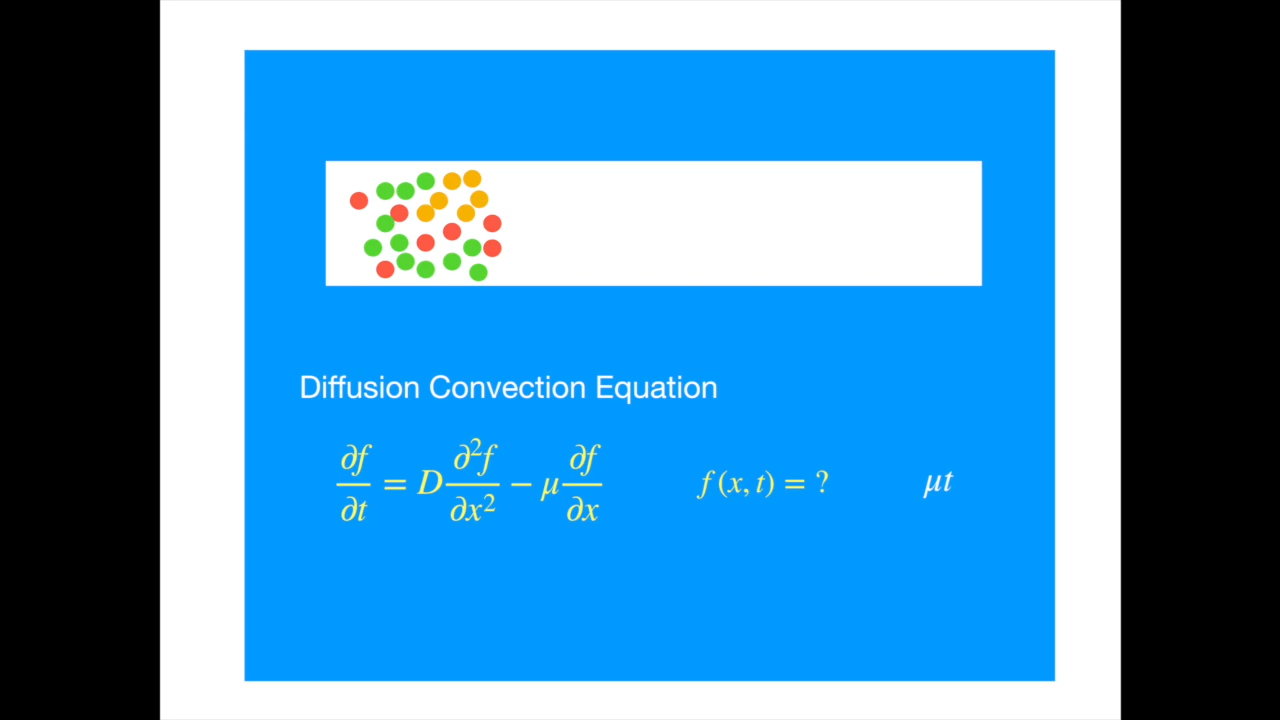 Diffusion Convection Equation
∂f/∂t = D ∂²f/∂x² − μ ∂f/∂x    f(x, t) = ?    μt